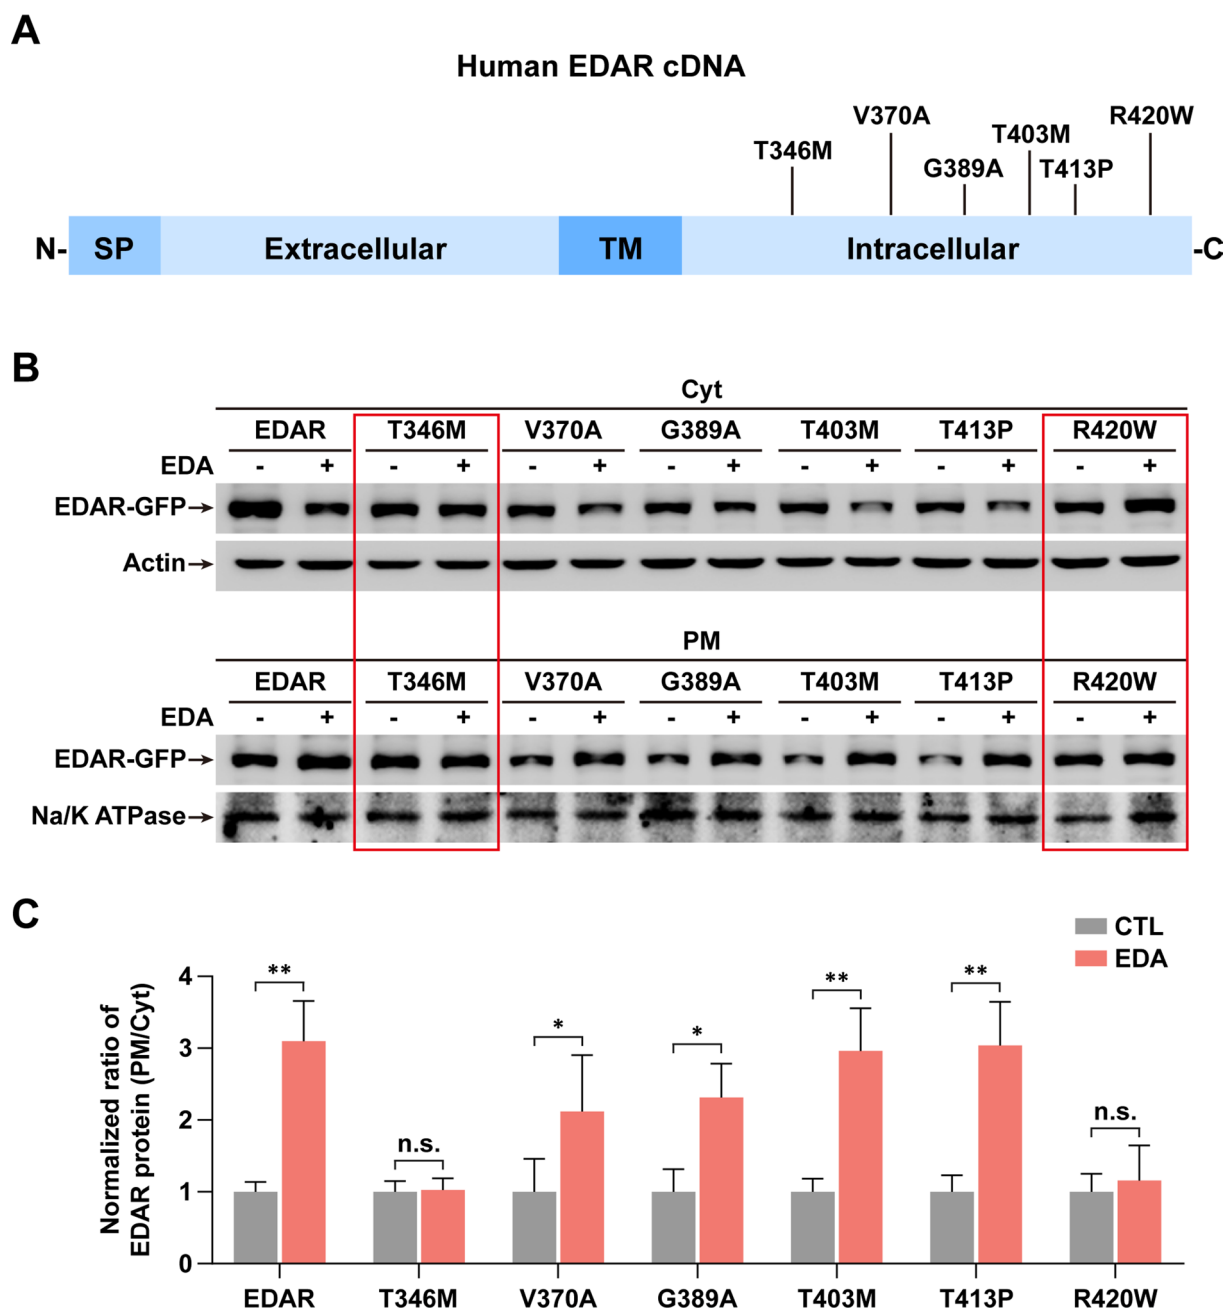 A
Human EDAR cDNA
T346M V370A G389A T403M T413P R420W
N- SP Extracellular TM Intracellular -C
B
Cyt
EDAR T346M V370A G389A T403M T413P R420W
EDA - + - + - + - + - + - + - +
EDAR-GFP→
Actin→
PM
EDAR T346M V370A G389A T403M T413P R420W
EDA - + - + - + - + - + - + - +
EDAR-GFP→
Na/K ATPase→
C
CTL
EDA
Normalized ratio of
EDAR protein (PM/Cyt)
4
3
2
1
0
** n.s. * * ** ** n.s.
EDAR T346M V370A G389A T403M T413P R420W